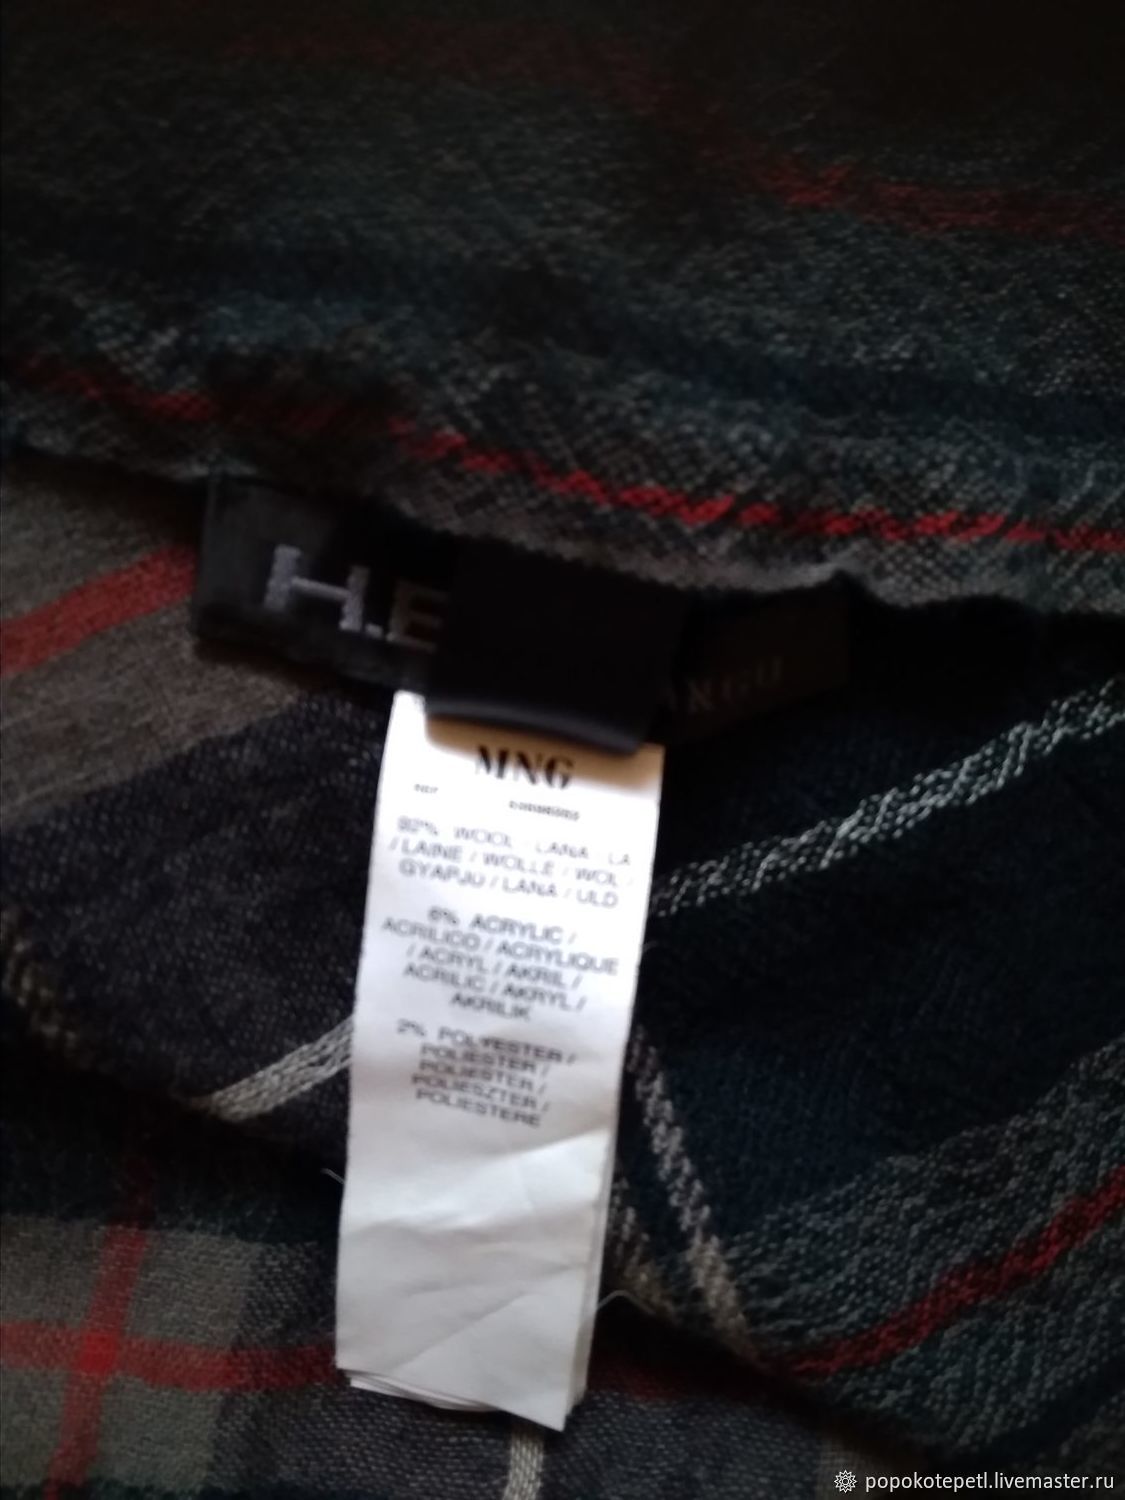 H.E
MNG
92% WOOL / LANA / LÃ
/ LAINE / WOLLE / WOL /
GYAPJÚ / LANA / ULD
6% ACRYLIC /
ACRILICO / ACRYLIQUE
/ ACRYL / AKRIL /
ACRILIC / AKRYL /
AKRILIK
2% POLYESTER /
POLIESTER /
POLIESTER /
POLIESZTER /
POLIESTERE
popokotepetl.livemaster.ru